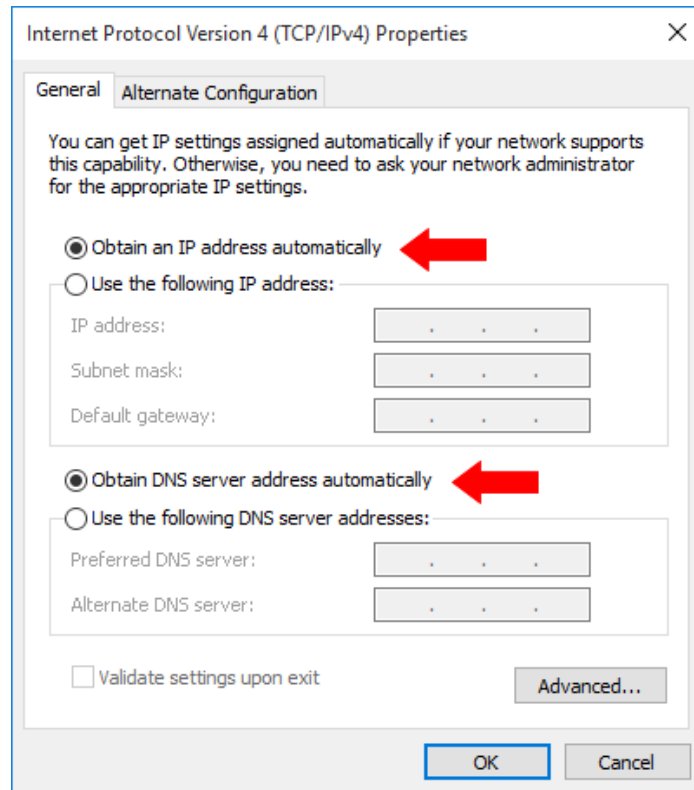 Internet Protocol Version 4 (TCP/IPv4) Properties
General
Alternate Configuration
You can get IP settings assigned automatically if your network supports
this capability. Otherwise, you need to ask your network administrator
for the appropriate IP settings.
Obtain an IP address automatically
Use the following IP address:
IP address:
Subnet mask:
Default gateway:
Obtain DNS server address automatically
Use the following DNS server addresses:
Preferred DNS server:
Alternate DNS server:
Validate settings upon exit
Advanced...
OK
Cancel